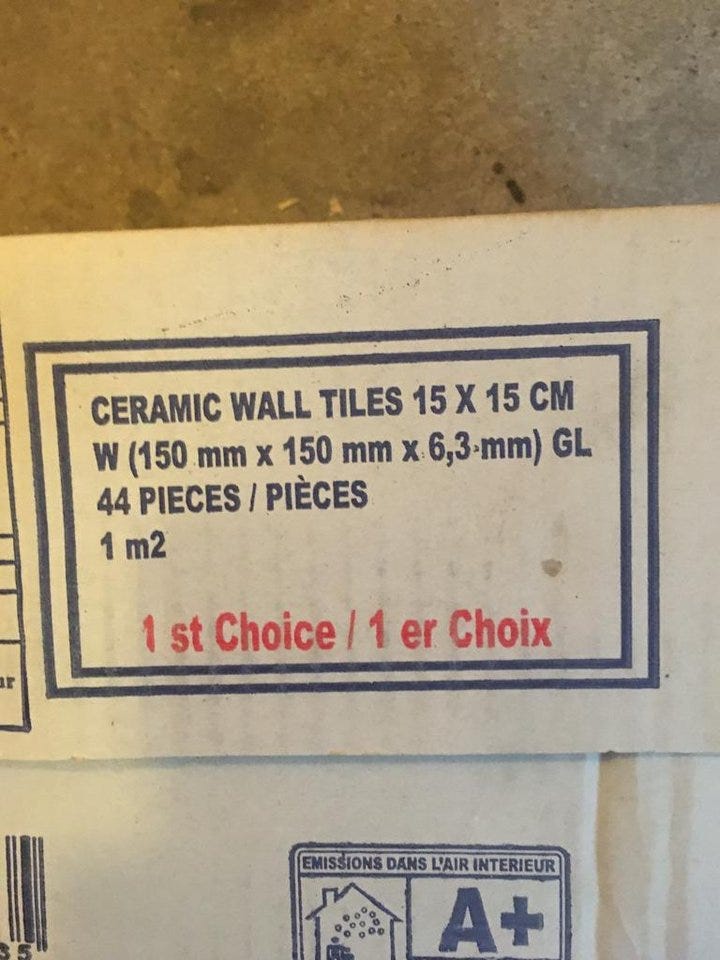 CERAMIC WALL TILES 15 X 15 CM
W (150 mm x 150 mm x 6,3 mm) GL
44 PIECES / PIÈCES
1 m2
1 st Choice / 1 er Choix
EMISSIONS DANS L'AIR INTERIEUR
A+